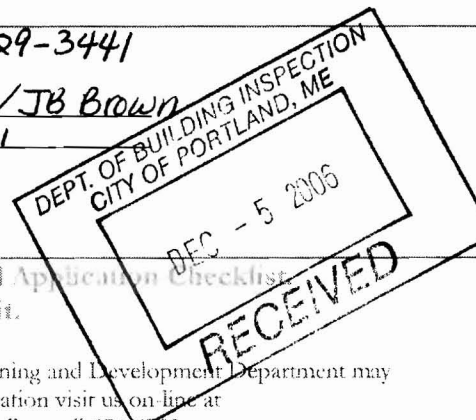 29-3441
/JB Brown
DEPT. OF BUILDING INSPECTION
CITY OF PORTLAND, ME
DEC - 5 2006
RECEIVED
Application Checklist.
it.
ning and Development Department may
ation visit us on-line at